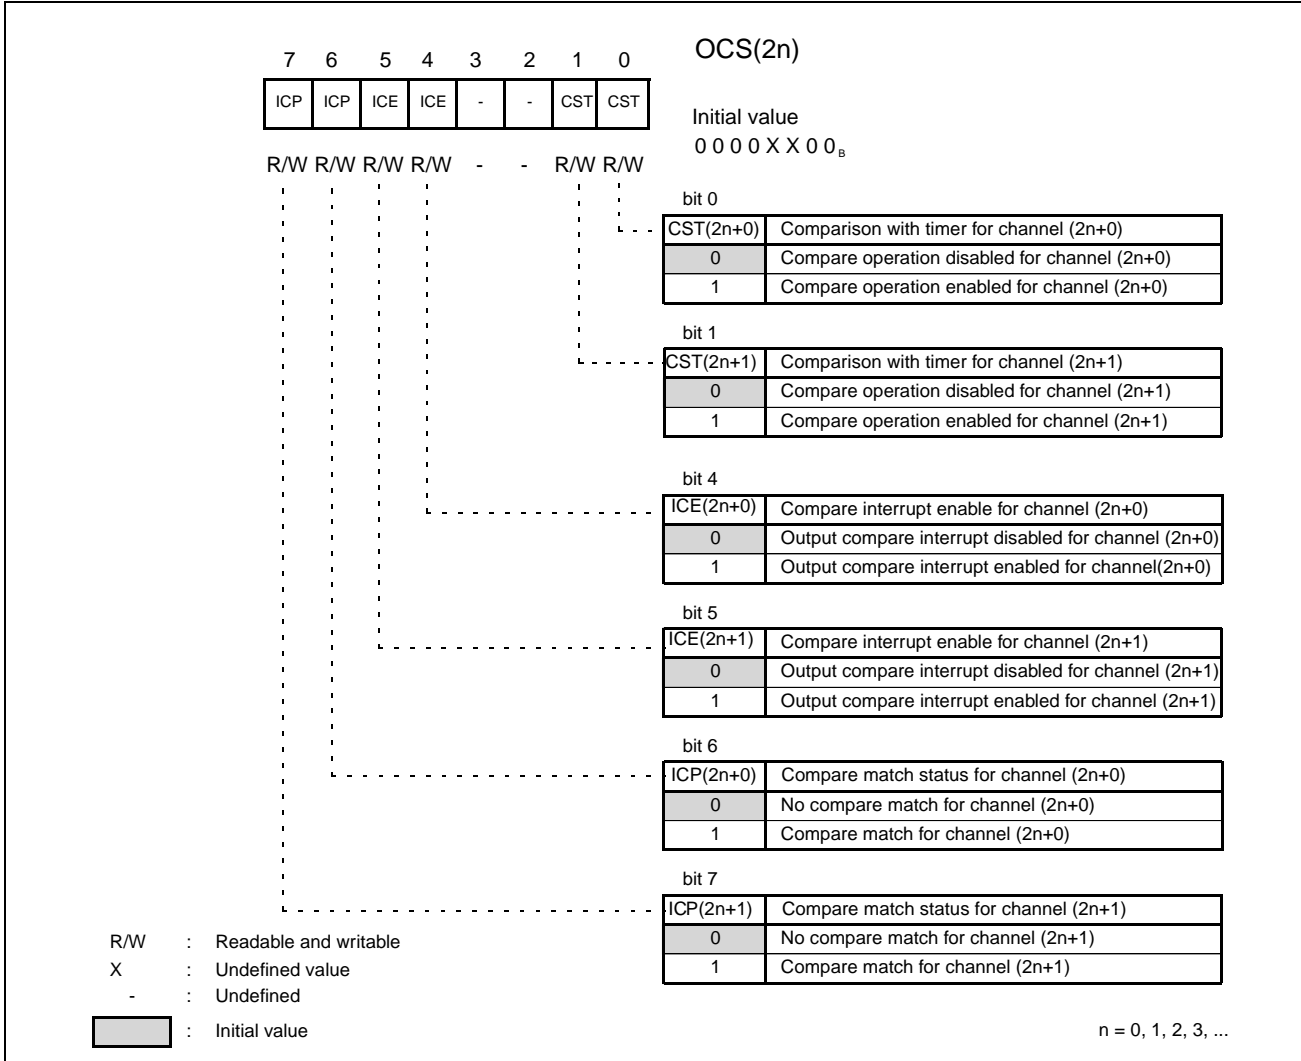 OCS(2n)
7 6 5 4 3 2 1 0
ICP ICP ICE ICE - - CST CST
Initial value
0 0 0 0 X X 0 0 B
R/W R/W R/W R/W - - R/W R/W
bit 0
CST(2n+0) Comparison with timer for channel (2n+0)
0 Compare operation disabled for channel (2n+0)
1 Compare operation enabled for channel (2n+0)
bit 1
CST(2n+1) Comparison with timer for channel (2n+1)
0 Compare operation disabled for channel (2n+1)
1 Compare operation enabled for channel (2n+1)
bit 4
ICE(2n+0) Compare interrupt enable for channel (2n+0)
0 Output compare interrupt disabled for channel (2n+0)
1 Output compare interrupt enabled for channel(2n+0)
bit 5
ICE(2n+1) Compare interrupt enable for channel (2n+1)
0 Output compare interrupt disabled for channel (2n+1)
1 Output compare interrupt enabled for channel (2n+1)
bit 6
ICP(2n+0) Compare match status for channel (2n+0)
0 No compare match for channel (2n+0)
1 Compare match for channel (2n+0)
bit 7
ICP(2n+1) Compare match status for channel (2n+1)
0 No compare match for channel (2n+1)
1 Compare match for channel (2n+1)
R/W : Readable and writable
X : Undefined value
- : Undefined
: Initial value
n = 0, 1, 2, 3, ...